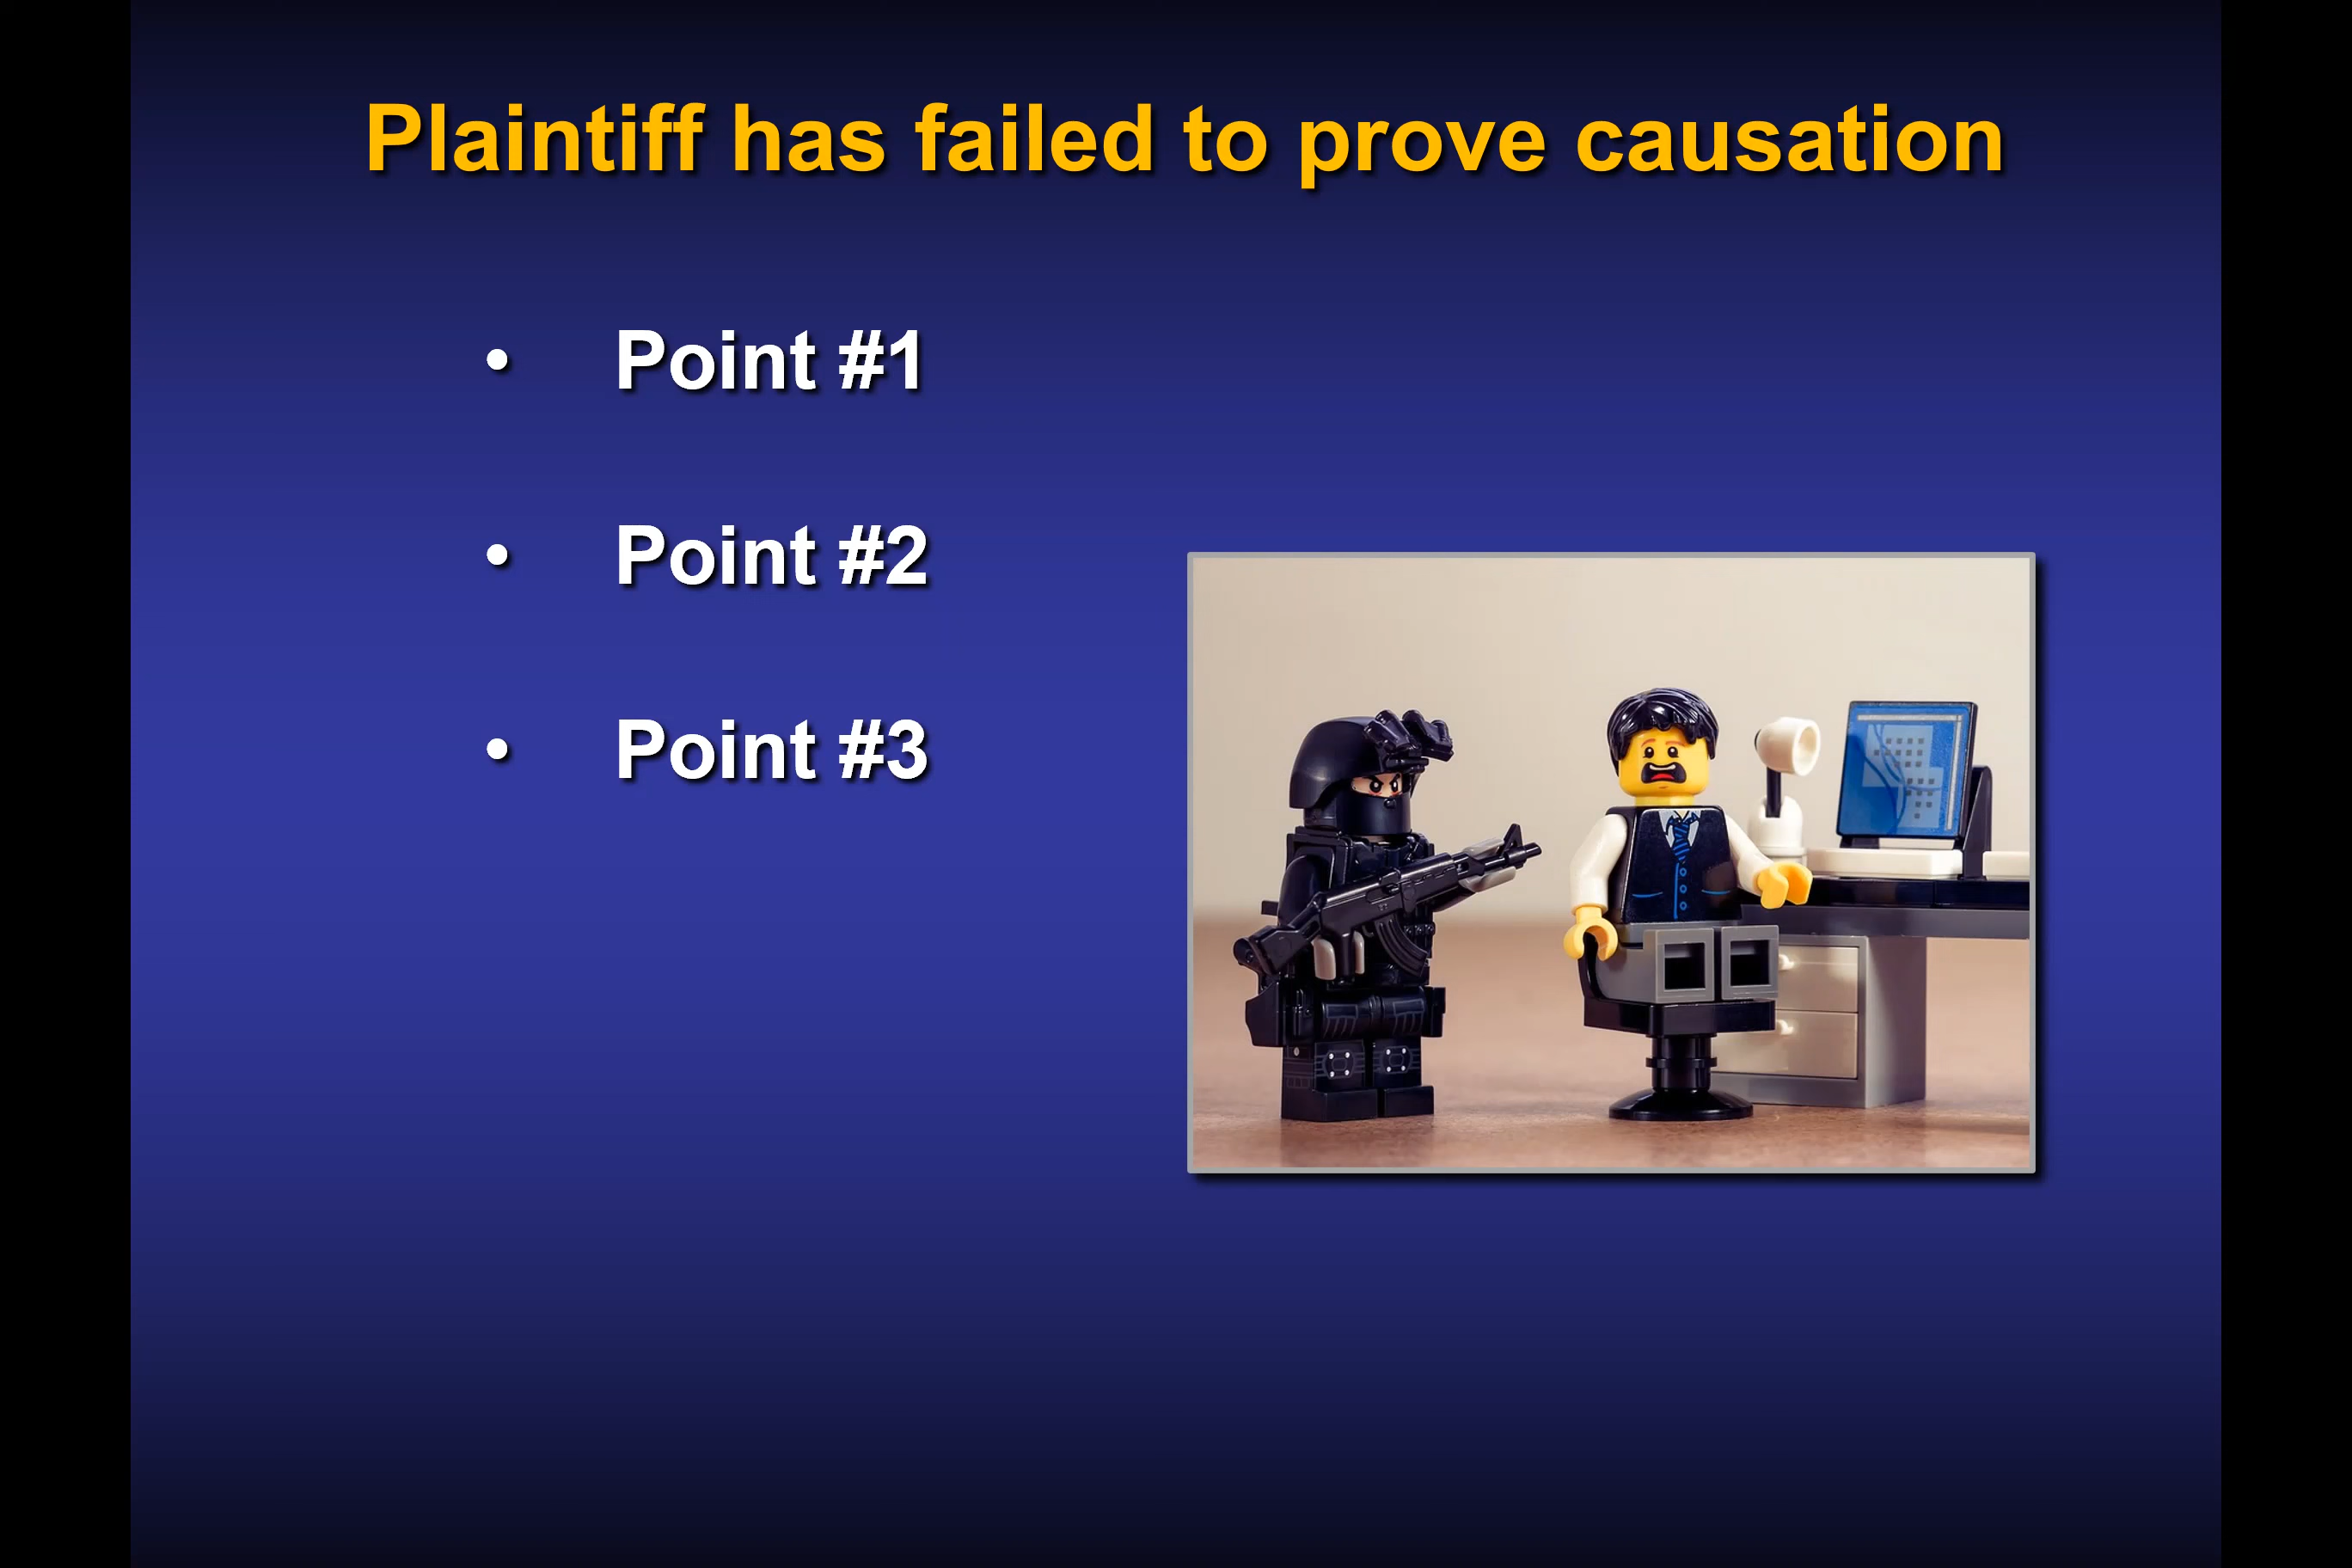 Plaintiff has failed to prove causation
• Point #1
• Point #2
• Point #3